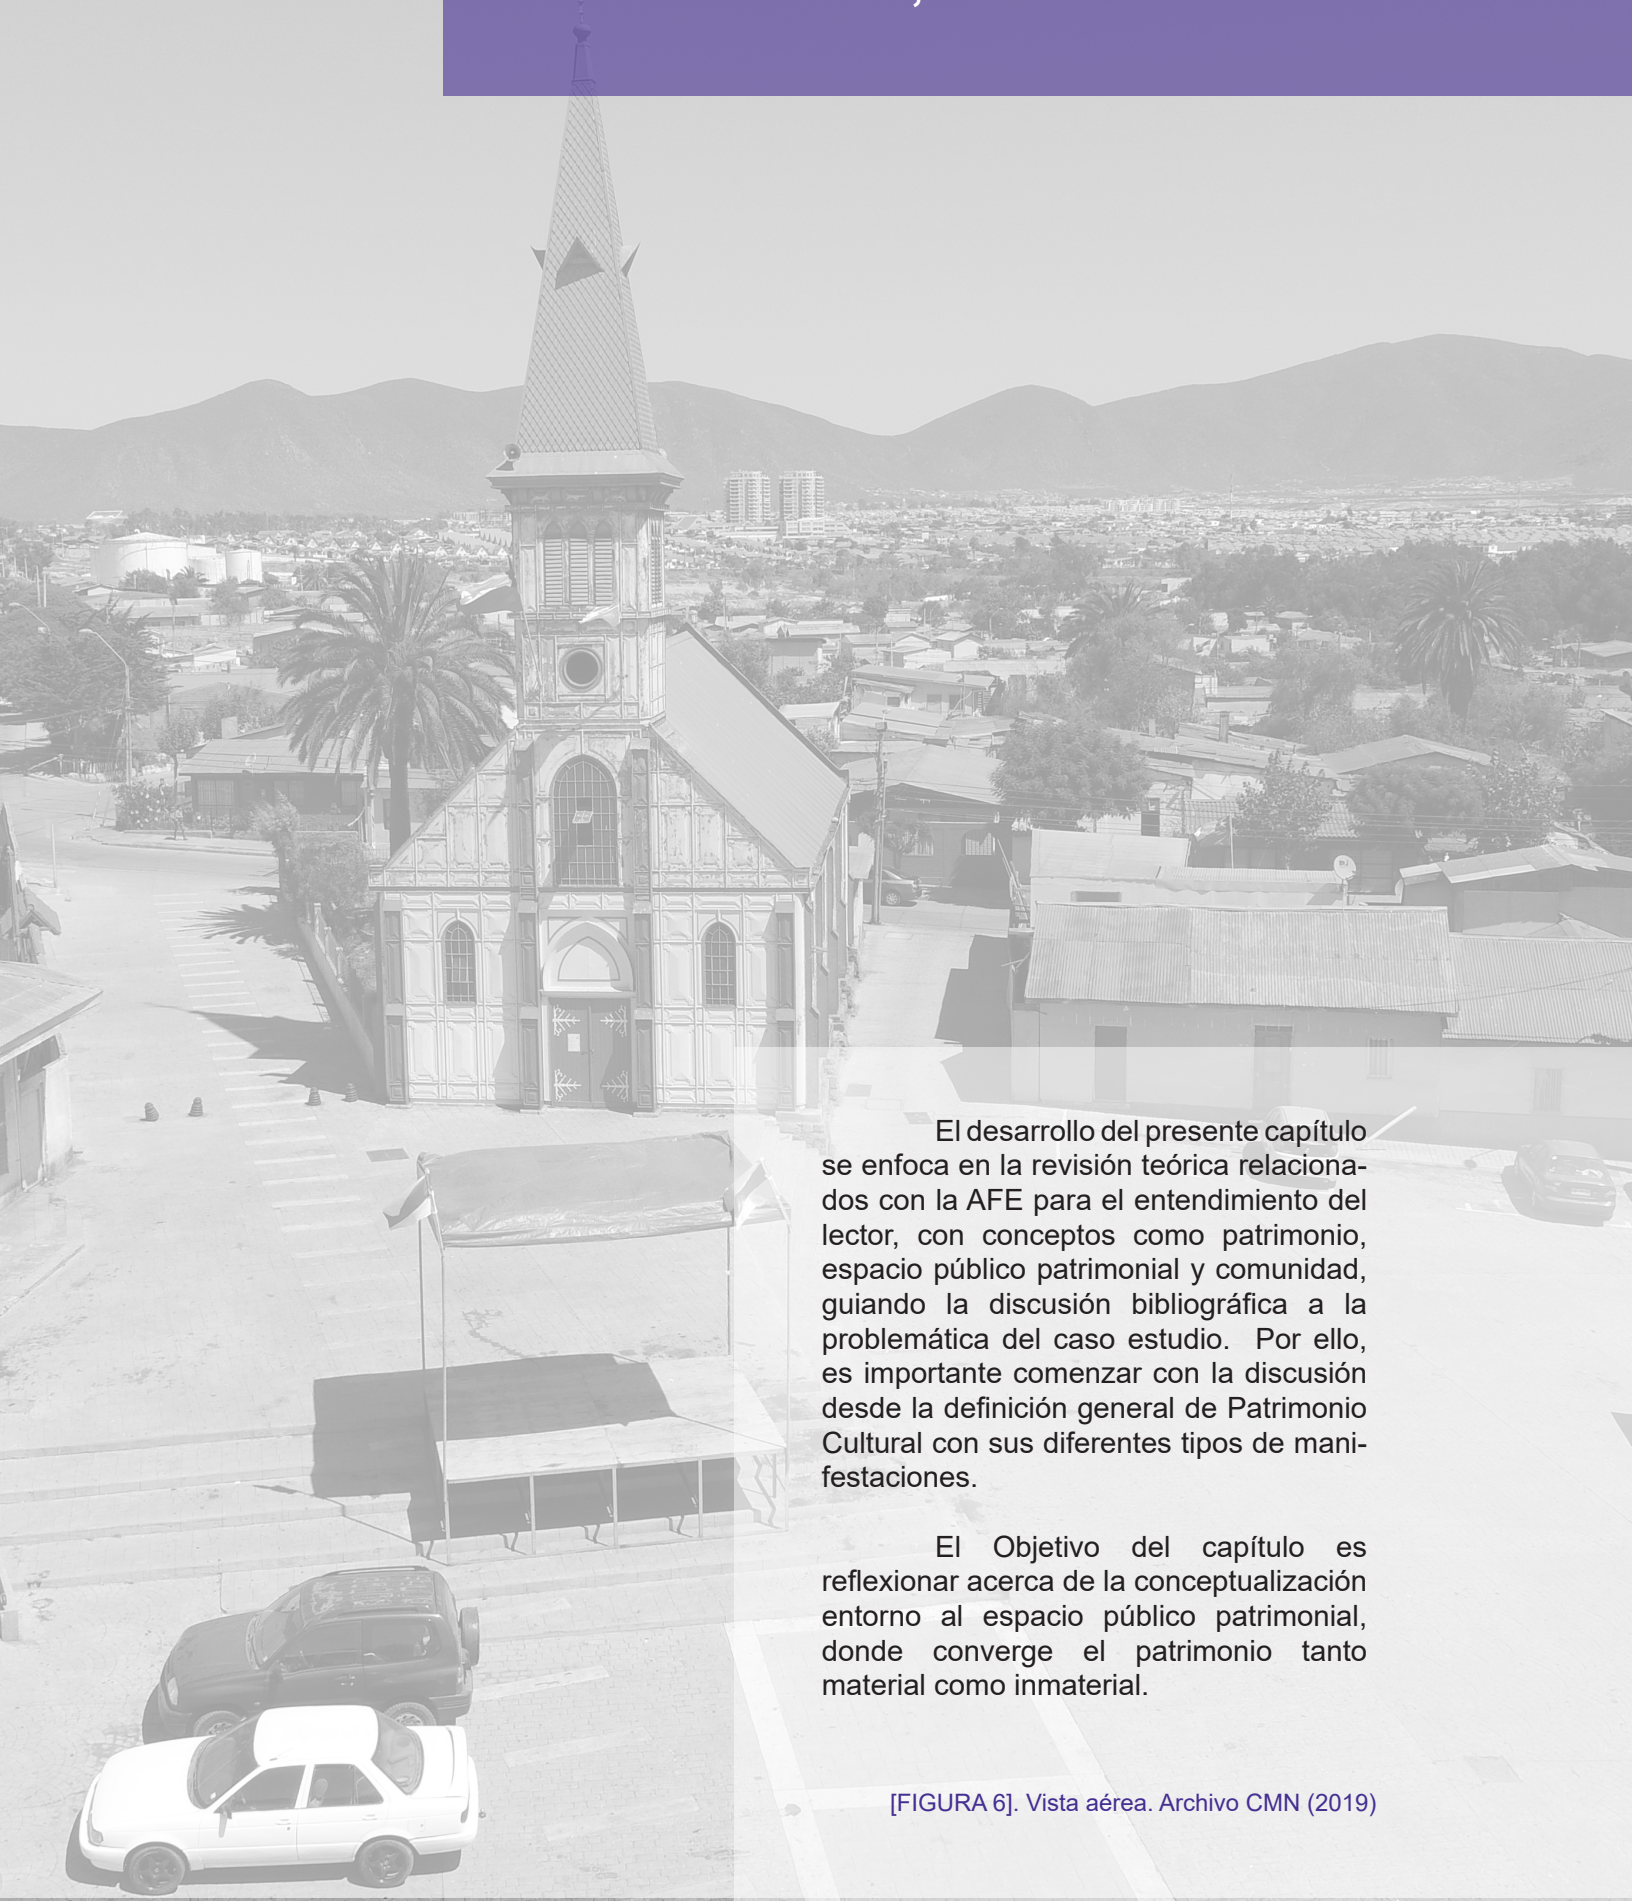 El desarrollo del presente capítulo
se enfoca en la revisión teórica relaciona-
dos con la AFE para el entendimiento del
lector, con conceptos como patrimonio,
espacio público patrimonial y comunidad,
guiando la discusión bibliográfica a la
problemática del caso estudio. Por ello,
es importante comenzar con la discusión
desde la definición general de Patrimonio
Cultural con sus diferentes tipos de mani-
festaciones.
El Objetivo del capítulo es
reflexionar acerca de la conceptualización
entorno al espacio público patrimonial,
donde converge el patrimonio tanto
material como inmaterial.
[FIGURA 6]. Vista aérea. Archivo CMN (2019)